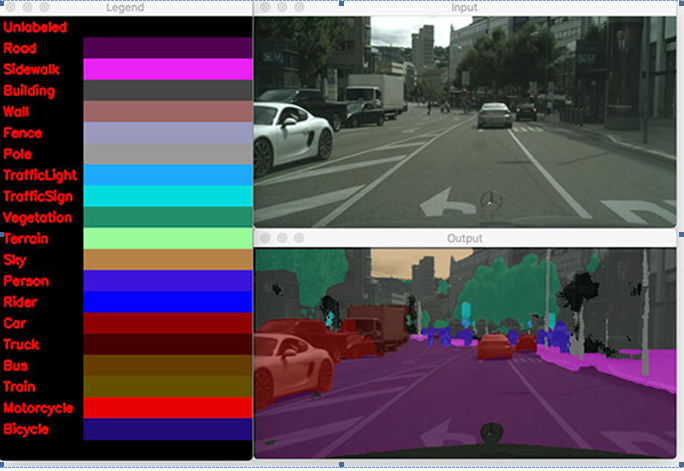 Legend
Unlabeled
Road
Sidewalk
Building
Wall
Fence
Pole
TrafficLight
TrafficSign
Vegetation
Terrain
Sky
Person
Rider
Car
Truck
Bus
Train
Motorcycle
Bicycle
Input
Output